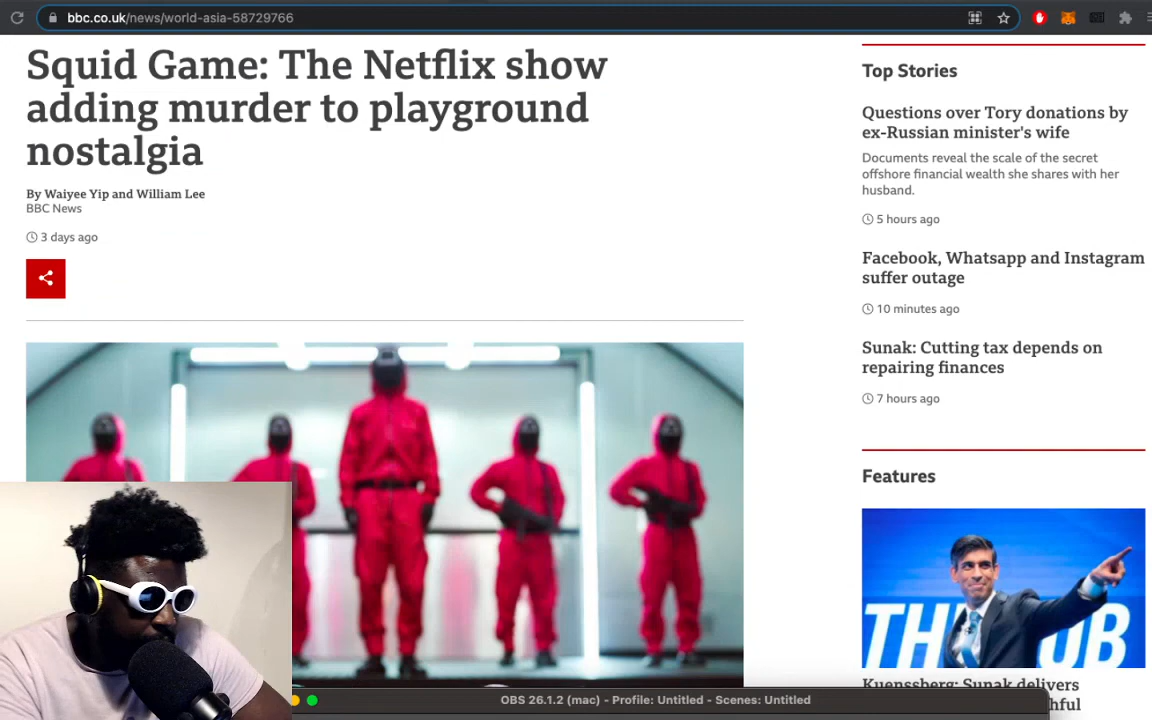 bbc.co.uk/news/world-asia-58729766
Squid Game: The Netflix show
adding murder to playground
nostalgia
By Waiyee Yip and William Lee
BBC News
3 days ago
Top Stories
Questions over Tory donations by
ex-Russian minister's wife
Documents reveal the scale of the secret
offshore financial wealth she shares with her
husband.
5 hours ago
Facebook, Whatsapp and Instagram
suffer outage
10 minutes ago
Sunak: Cutting tax depends on
repairing finances
7 hours ago
Features
Kuenssberg: Sunak delivers
OBS 26.1.2 (mac) - Profile: Untitled - Scenes: Untitled